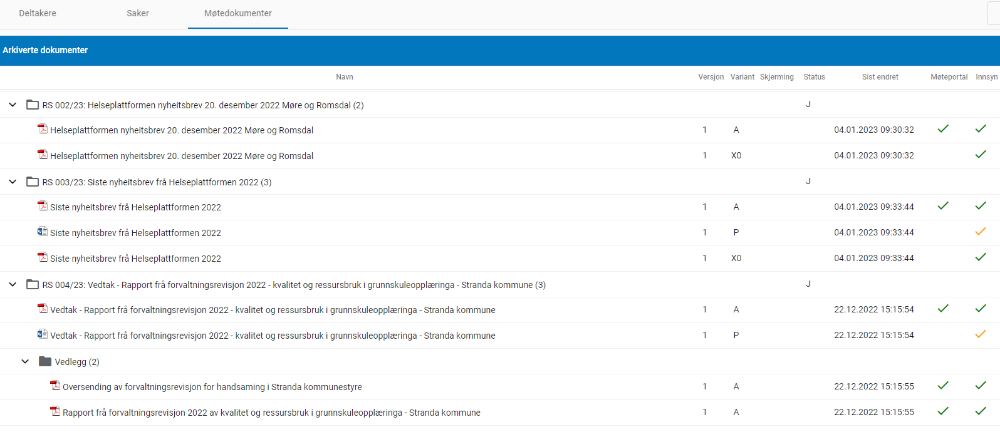 Deltakere Saker Møtedokumenter
Arkiverte dokumenter
Navn Versjon Variant Skjerming Status Sist endret Møteportal Innsyn
RS 002/23: Helseplattformen nyheitsbrev 20. desember 2022 Møre og Romsdal (2) J
Helseplattformen nyheitsbrev 20. desember 2022 Møre og Romsdal 1 A 04.01.2023 09:30:32
Helseplattformen nyheitsbrev 20. desember 2022 Møre og Romsdal 1 X0 04.01.2023 09:30:32
RS 003/23: Siste nyheitsbrev frå Helseplattformen 2022 (3) J
Siste nyheitsbrev frå Helseplattformen 2022 1 A 04.01.2023 09:33:44
Siste nyheitsbrev frå Helseplattformen 2022 1 P 04.01.2023 09:33:44
Siste nyheitsbrev frå Helseplattformen 2022 1 X0 04.01.2023 09:33:44
RS 004/23: Vedtak - Rapport frå forvaltningsrevisjon 2022 - kvalitet og ressursbruk i grunnskuleopplæringa - Stranda kommune (3) J
Vedtak - Rapport frå forvaltningsrevisjon 2022 - kvalitet og ressursbruk i grunnskuleopplæringa - Stranda kommune 1 A 22.12.2022 15:15:54
Vedtak - Rapport frå forvaltningsrevisjon 2022 - kvalitet og ressursbruk i grunnskuleopplæringa - Stranda kommune 1 P 22.12.2022 15:15:54
Vedlegg (2)
Oversending av forvaltningsrevisjon for handsaming i Stranda kommunestyre 1 A 22.12.2022 15:15:55
Rapport frå forvaltningsrevisjon 2022 av kvalitet og ressursbruk i grunnskuleopplæringa - Stranda kommune 1 A 22.12.2022 15:15:55